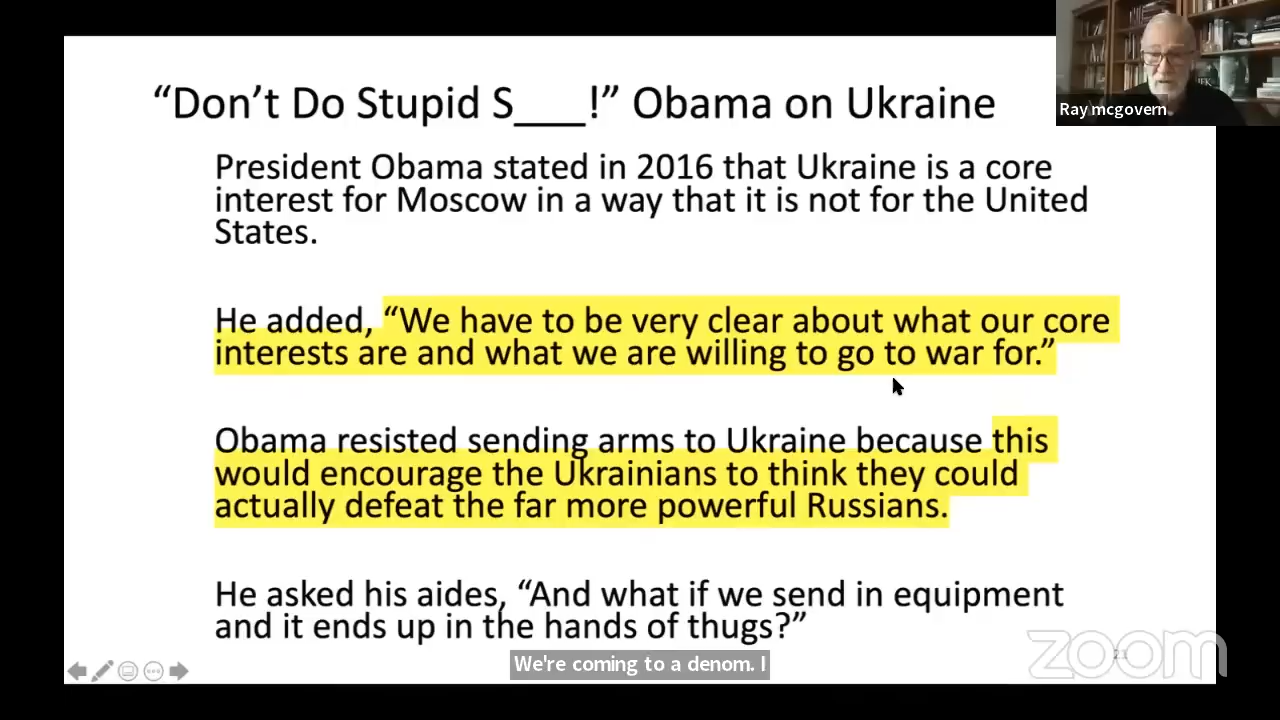 “Don’t Do Stupid S___!” Obama on Ukraine
Ray mcgovern
President Obama stated in 2016 that Ukraine is a core
interest for Moscow in a way that it is not for the United
States.
He added, “We have to be very clear about what our core
interests are and what we are willing to go to war for.”
Obama resisted sending arms to Ukraine because this
would encourage the Ukrainians to think they could
actually defeat the far more powerful Russians.
He asked his aides, “And what if we send in equipment
and it ends up in the hands of thugs?”
We're coming to a denom. I
zoom